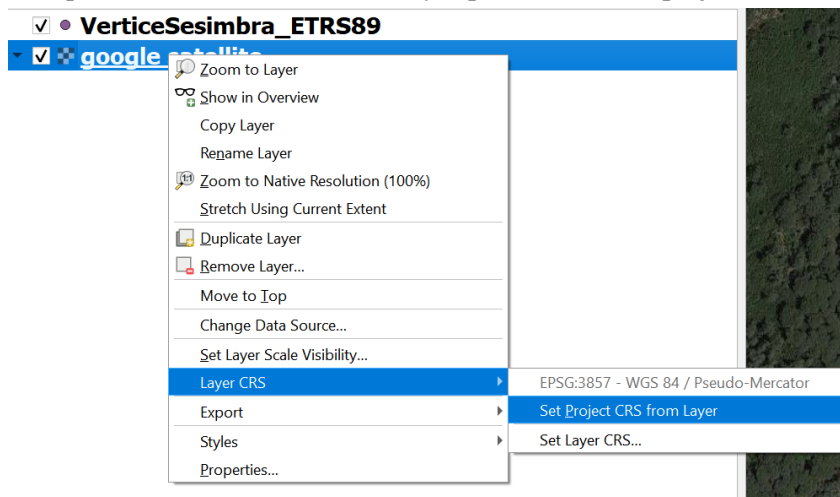 VerticeSesimbra_ETRS89
google satellite
Zoom to Layer
Show in Overview
Copy Layer
Rename Layer
1:1
Zoom to Native Resolution (100%)
Stretch Using Current Extent
Duplicate Layer
Remove Layer...
Move to Top
Change Data Source...
Set Layer Scale Visibility...
Layer CRS
EPSG:3857 - WGS 84 / Pseudo-Mercator
Export
Set Project CRS from Layer
Styles
Set Layer CRS...
Properties...